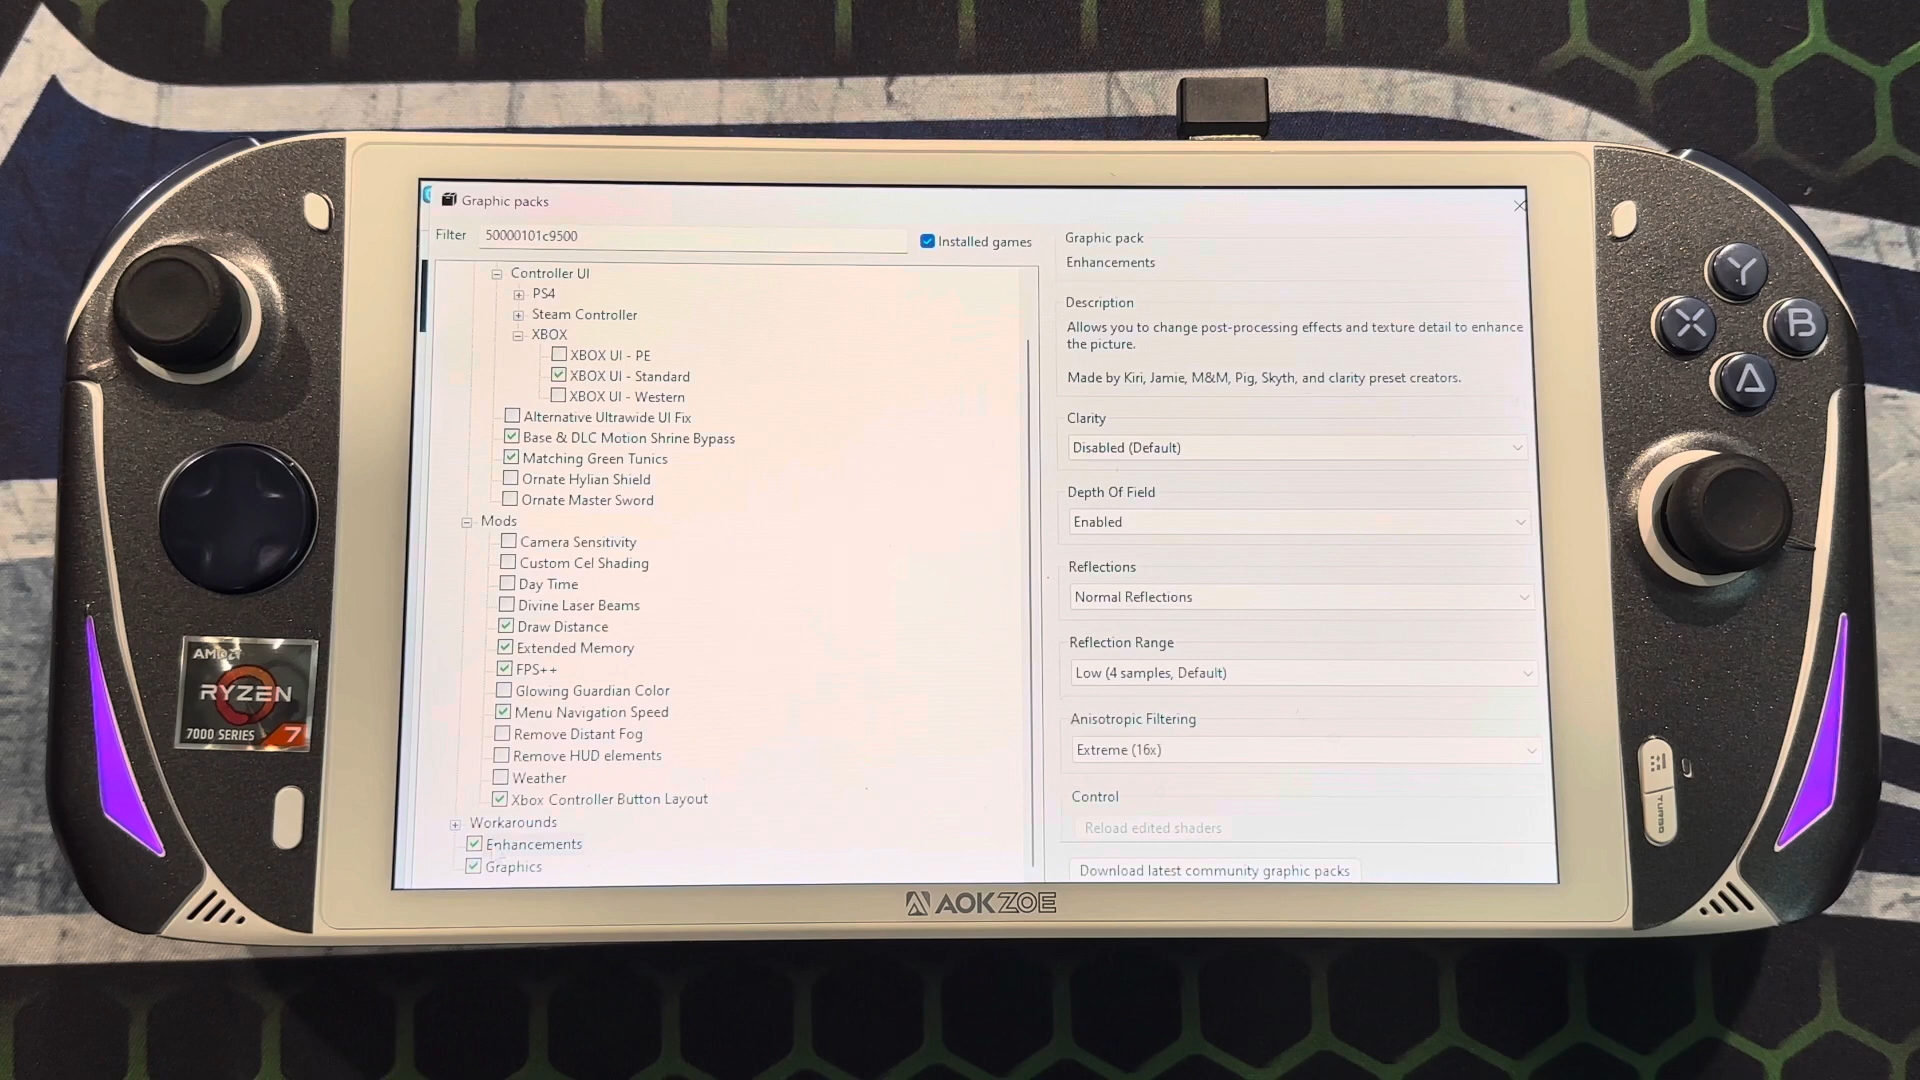 Graphic packs
Filter
50000101c9500
Installed games
Controller UI
PS4
Steam Controller
XBOX
XBOX UI - PE
XBOX UI - Standard
XBOX UI - Western
Alternative Ultrawide UI Fix
Base & DLC Motion Shrine Bypass
Matching Green Tunics
Ornate Hylian Shield
Ornate Master Sword
Mods
Camera Sensitivity
Custom Cel Shading
Day Time
Divine Laser Beams
Draw Distance
Extended Memory
FPS++
Glowing Guardian Color
Menu Navigation Speed
Remove Distant Fog
Remove HUD elements
Weather
Xbox Controller Button Layout
Workarounds
Enhancements
Graphics
Graphic pack
Enhancements
Description
Allows you to change post-processing effects and texture detail to enhance
the picture.
Made by Kiri, Jamie, M&M, Pig, Skyth, and clarity preset creators.
Clarity
Disabled (Default)
Depth Of Field
Enabled
Reflections
Normal Reflections
Reflection Range
Low (4 samples, Default)
Anisotropic Filtering
Extreme (16x)
Control
Reload edited shaders
Download latest community graphic packs
AOKZOE
AMD
RYZEN
7000 SERIES 7
Y
X
B
A
TURBO